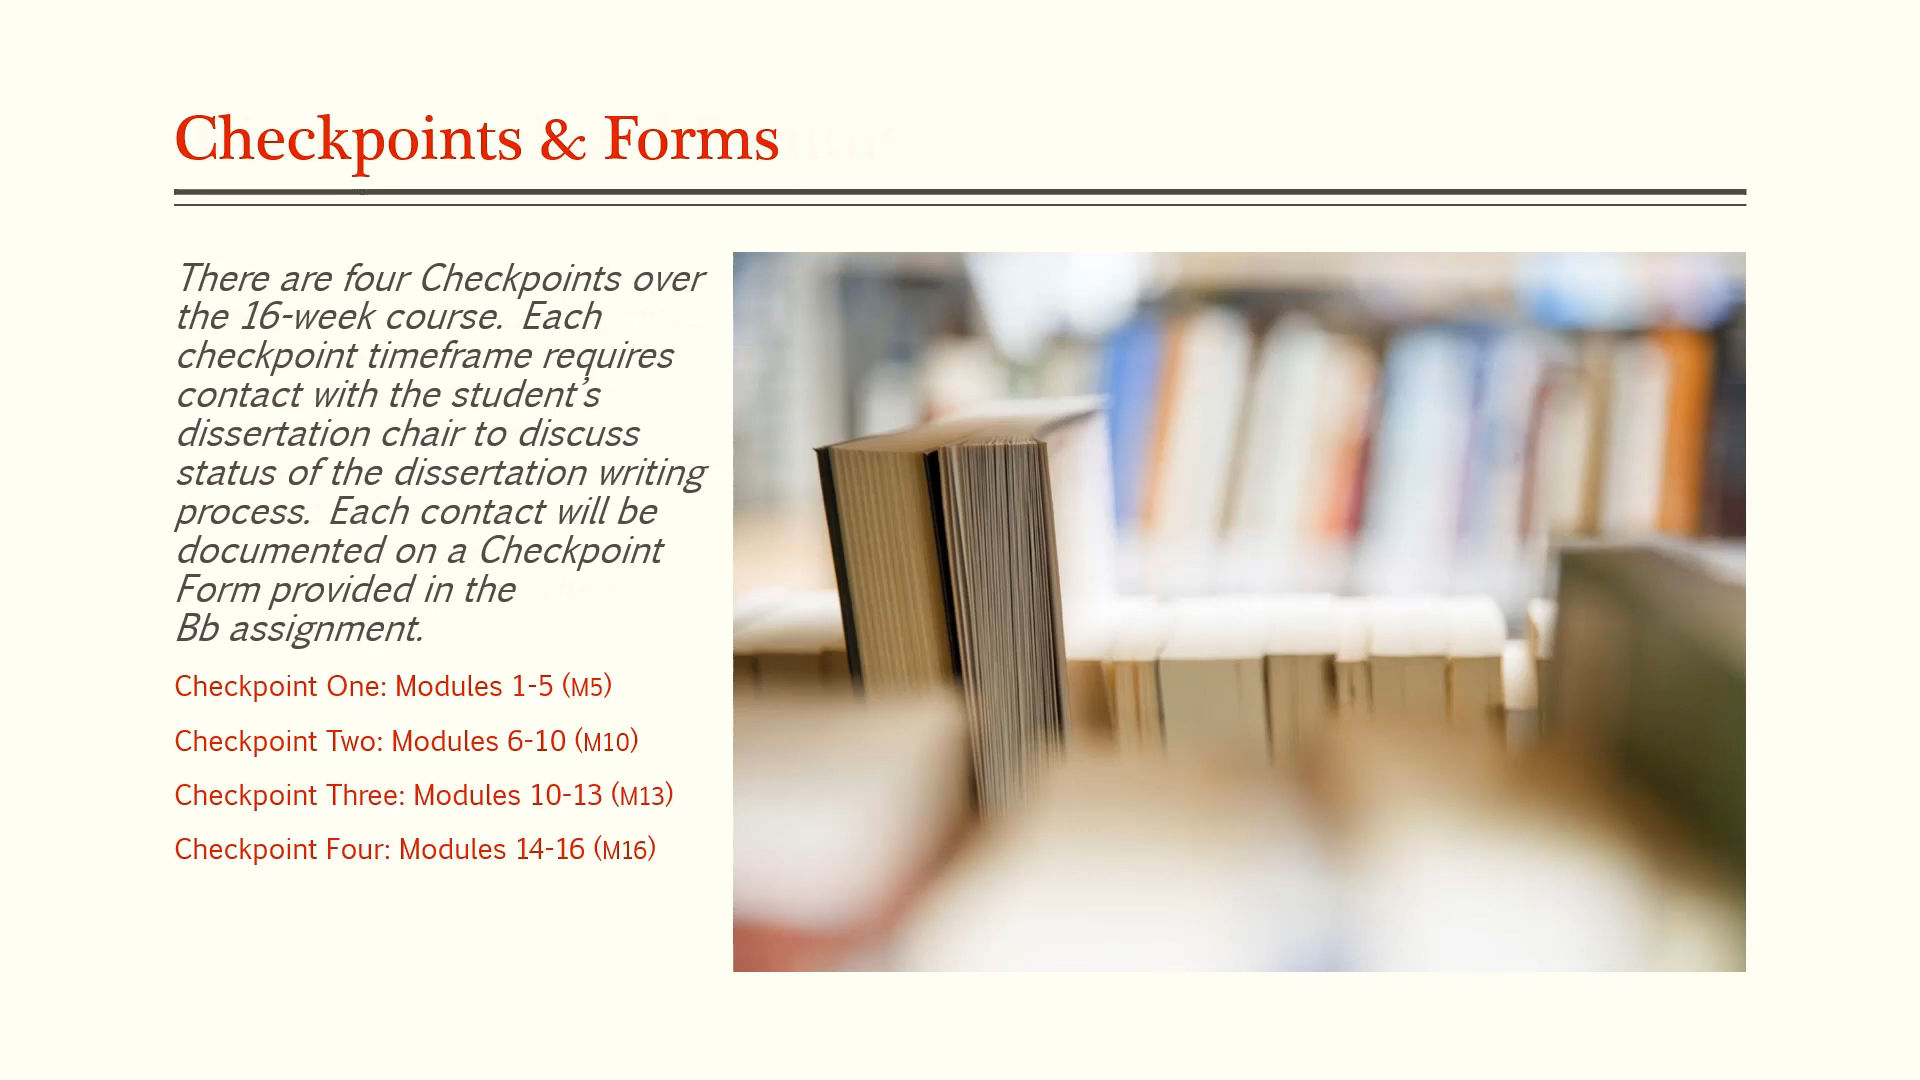 Checkpoints & Forms
There are four Checkpoints over
the 16-week course. Each
checkpoint timeframe requires
contact with the student’s
dissertation chair to discuss
status of the dissertation writing
process. Each contact will be
documented on a Checkpoint
Form provided in the
Bb assignment.
Checkpoint One: Modules 1-5 (M5)
Checkpoint Two: Modules 6-10 (M10)
Checkpoint Three: Modules 10-13 (M13)
Checkpoint Four: Modules 14-16 (M16)